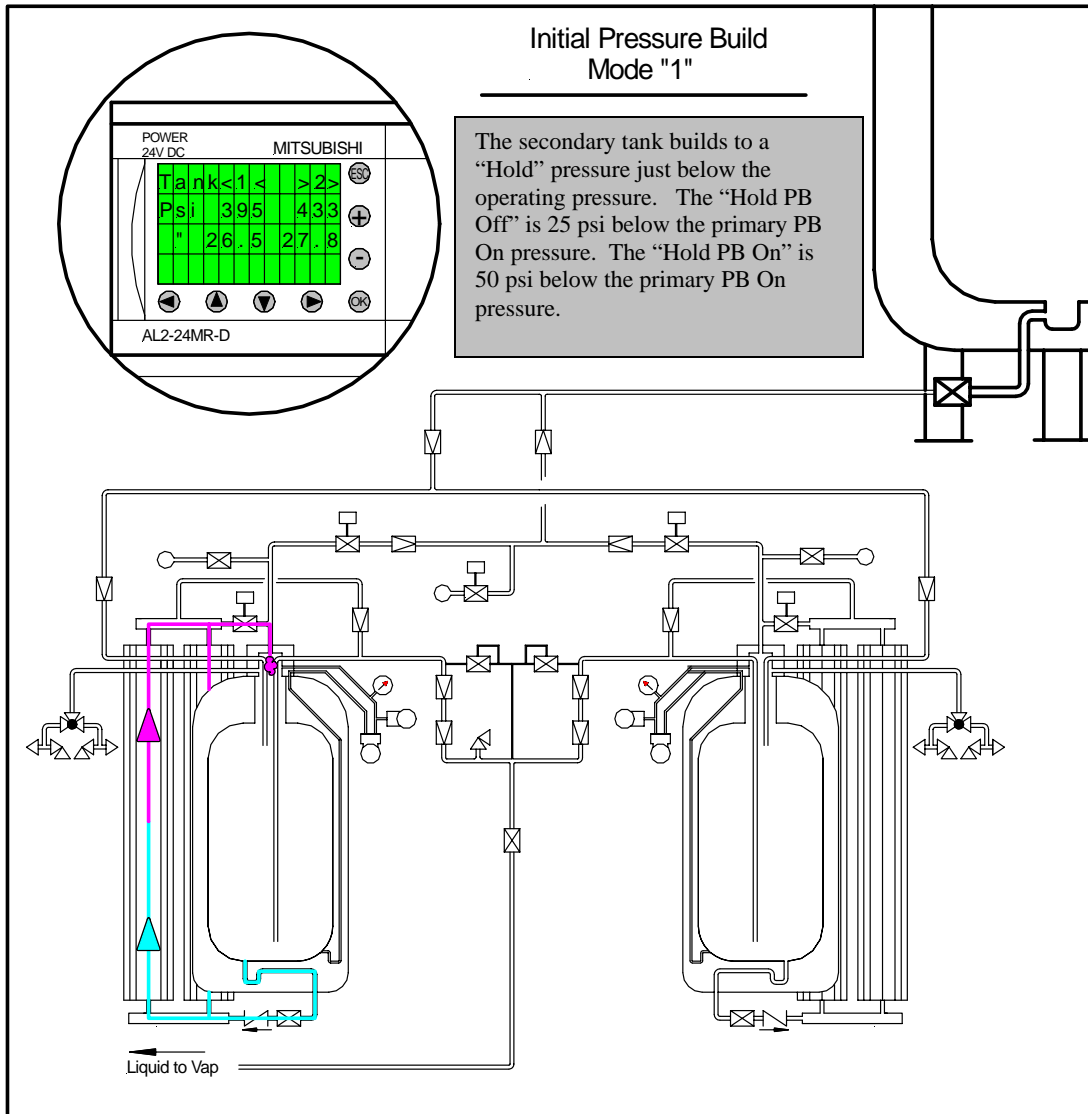 Initial Pressure Build
Mode "1"
POWER
24V DC
MITSUBISHI
ESC
Tank<1< >2>
Psi 395 433
" 26.5 27.8
+
-
OK
AL2-24MR-D
The secondary tank builds to a
“Hold” pressure just below the
operating pressure. The “Hold PB
Off” is 25 psi below the primary PB
On pressure. The “Hold PB On” is
50 psi below the primary PB On
pressure.
Liquid to Vap